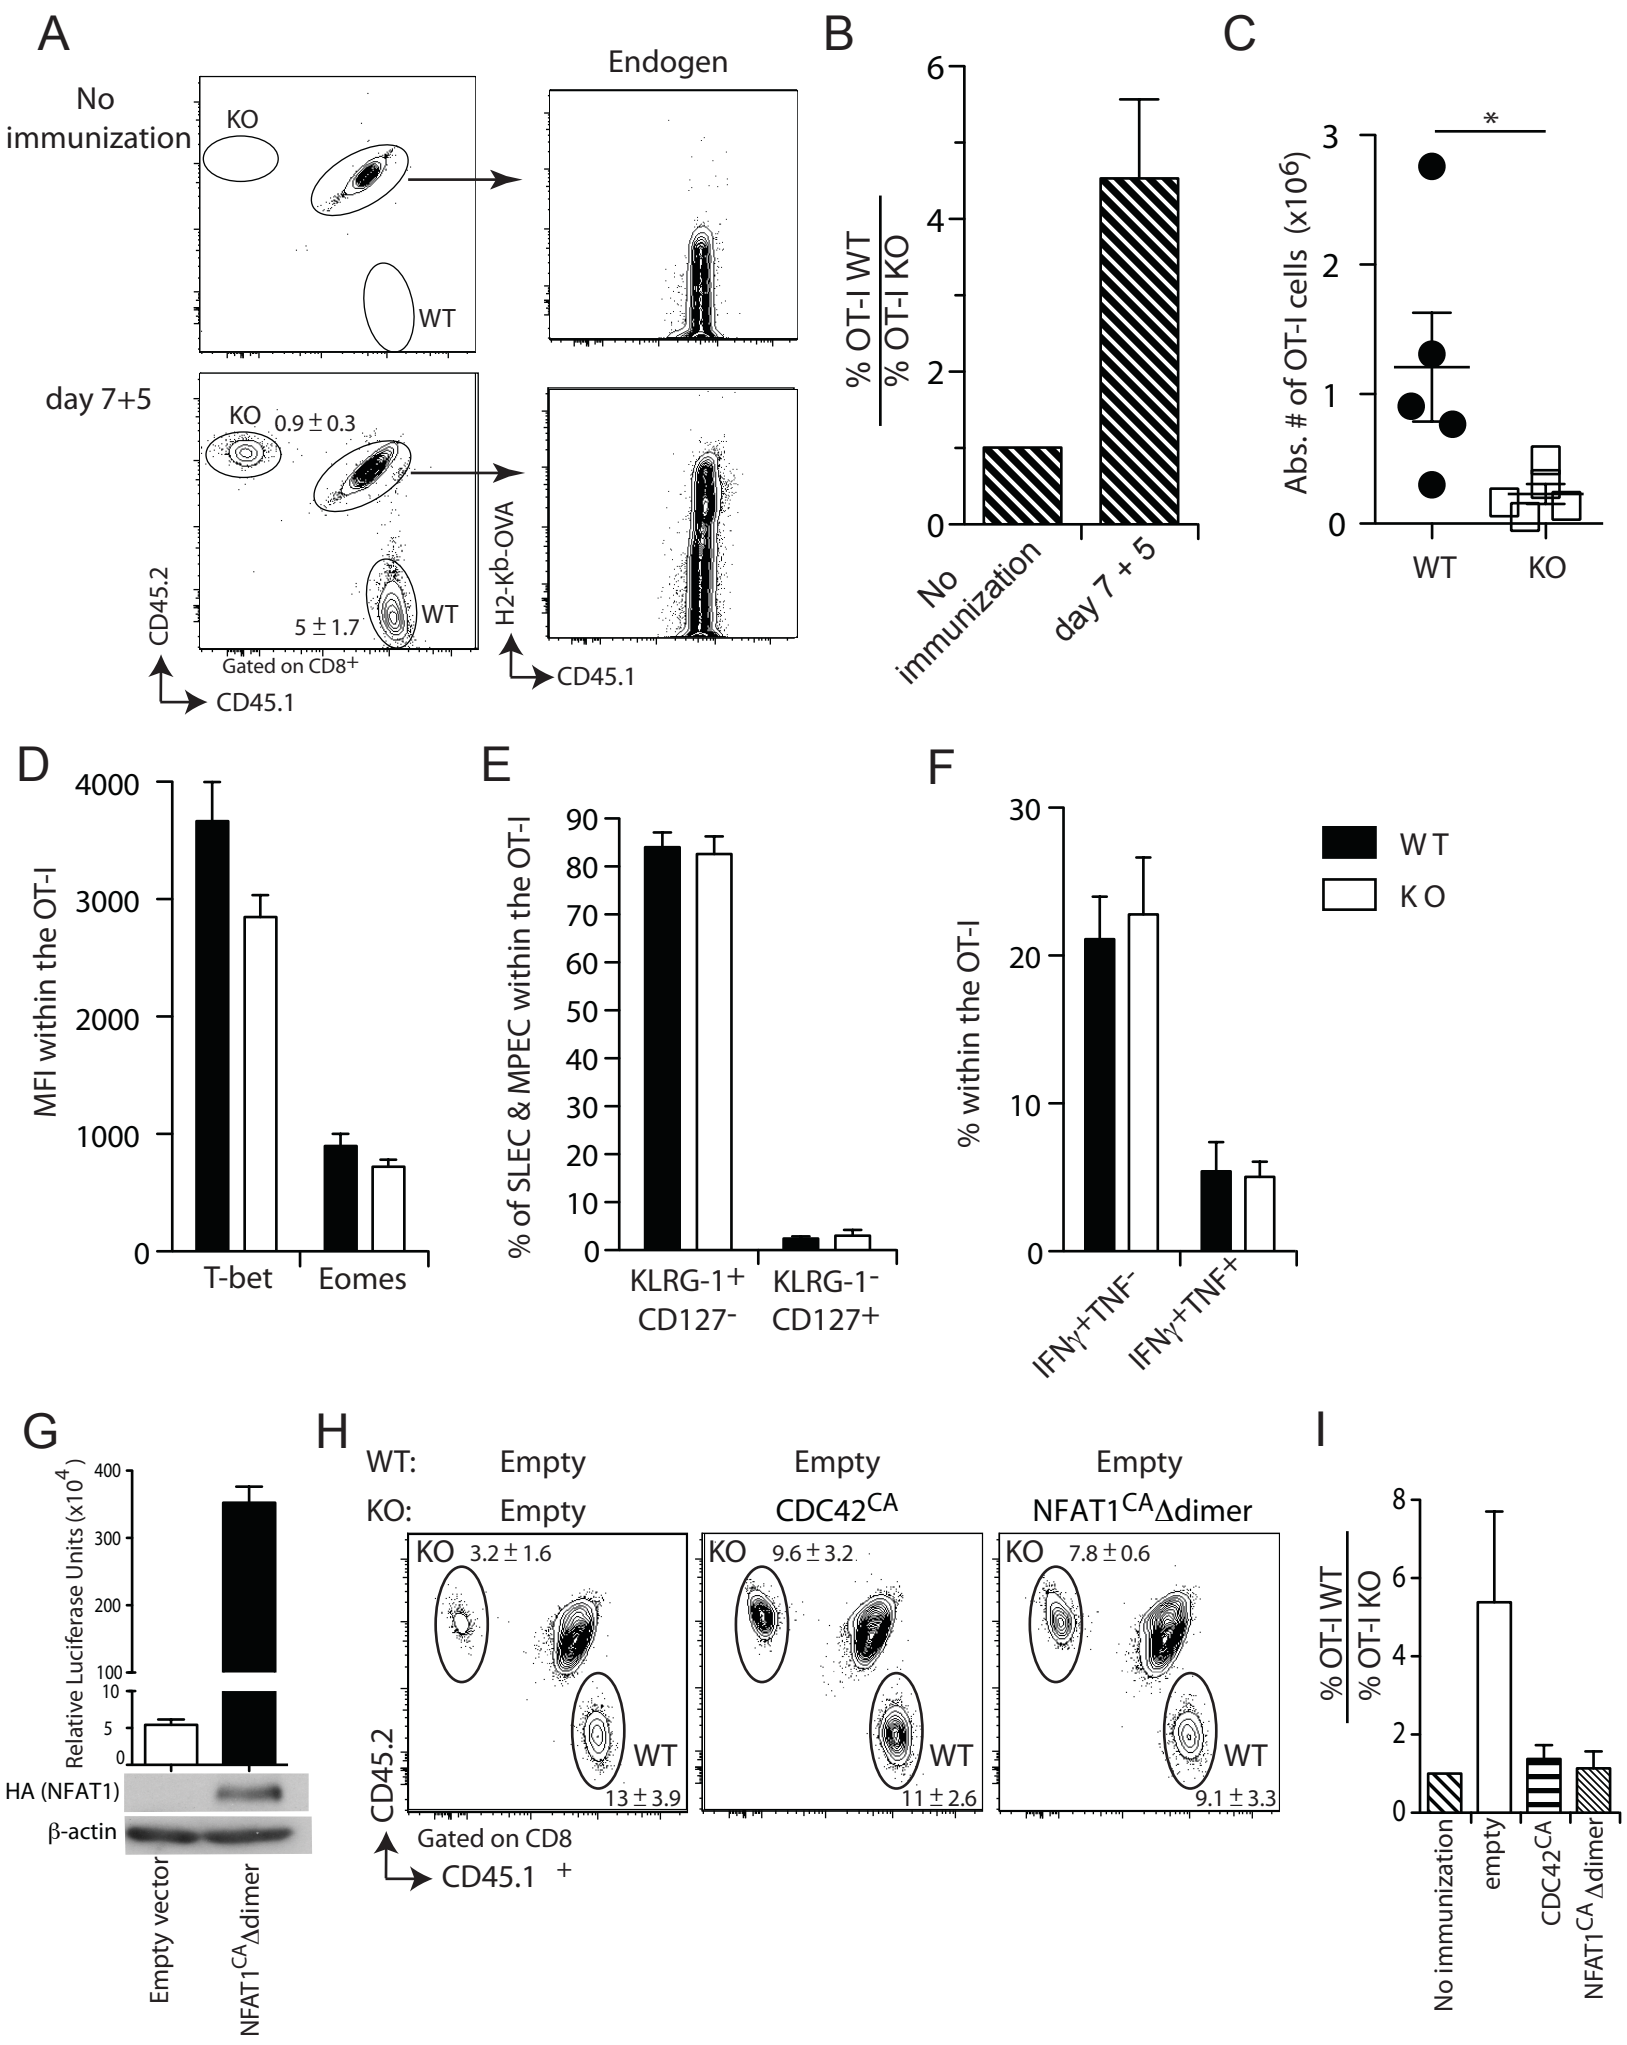 A
No
immunization
Endogen
KO
WT
day 7+5
KO
0.9 ± 0.3
5 ± 1.7
WT
CD45.2
Gated on CD8+
CD45.1
H2-Kb-OVA
CD45.1
B
% OT-I WT
% OT-I KO
6
4
2
0
No
immunization
day 7 + 5
C
Abs. # of OT-I cells (x10⁶)
3
2
1
0
*
WT
KO
D
MFI within the OT-I
4000
3000
2000
1000
0
T-bet
Eomes
E
% of SLEC & MPEC within the OT-I
90
80
70
60
50
40
30
20
10
0
KLRG-1+
CD127-
KLRG-1-
CD127+
F
% within the OT-I
30
20
10
0
IFNγ+TNF-
IFNγ+TNF+
WT
KO
G
Relative Luciferase Units (x10⁴)
400
300
200
100
10
5
0
HA (NFAT1)
β-actin
Empty vector
NFAT1CAΔdimer
H
WT:
Empty
Empty
Empty
KO:
Empty
CDC42CA
NFAT1CAΔdimer
KO
3.2 ± 1.6
KO
9.6 ± 3.2
KO
7.8 ± 0.6
WT
13 ± 3.9
WT
11 ± 2.6
WT
9.1 ± 3.3
CD45.2
Gated on CD8
CD45.1 +
I
% OT-I WT
% OT-I KO
8
6
4
2
0
No immunization
empty
CDC42CA
NFAT1CA Δdimer